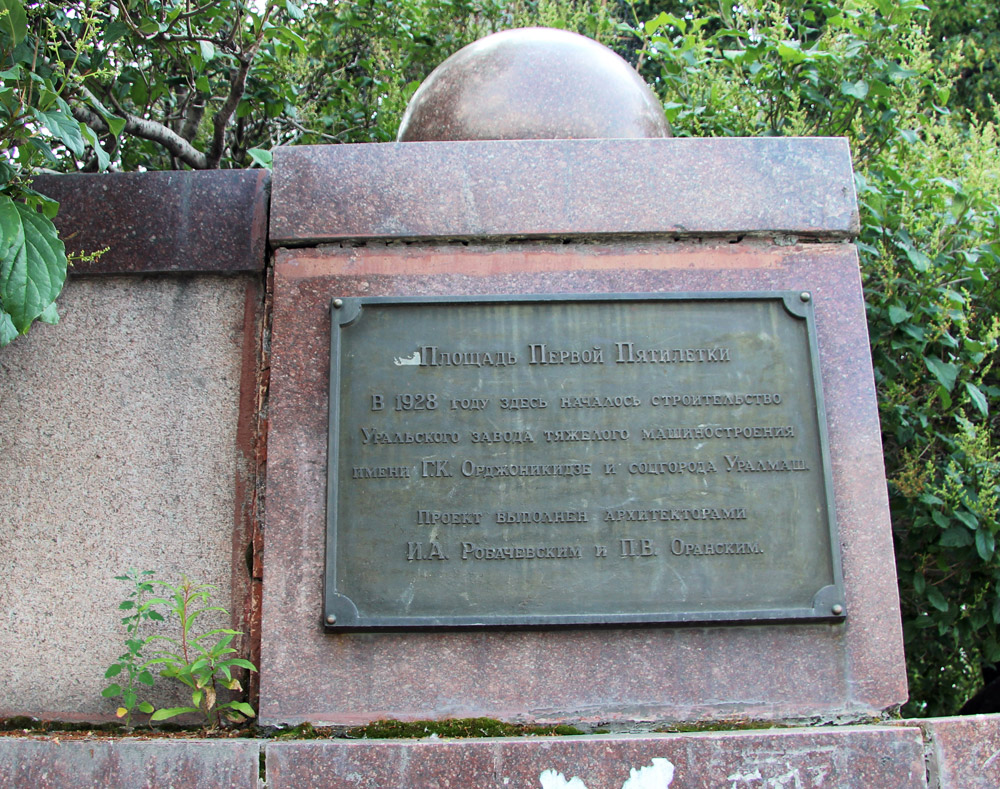 Площадь Первой Пятилетки
В 1928 году здесь началось строительство
Уральского завода тяжелого машиностроения
имени Г.К. Орджоникидзе и соцгорода Уралмаш.
Проект выполнен архитекторами
И.А. Робачевским и П.В. Оранским.